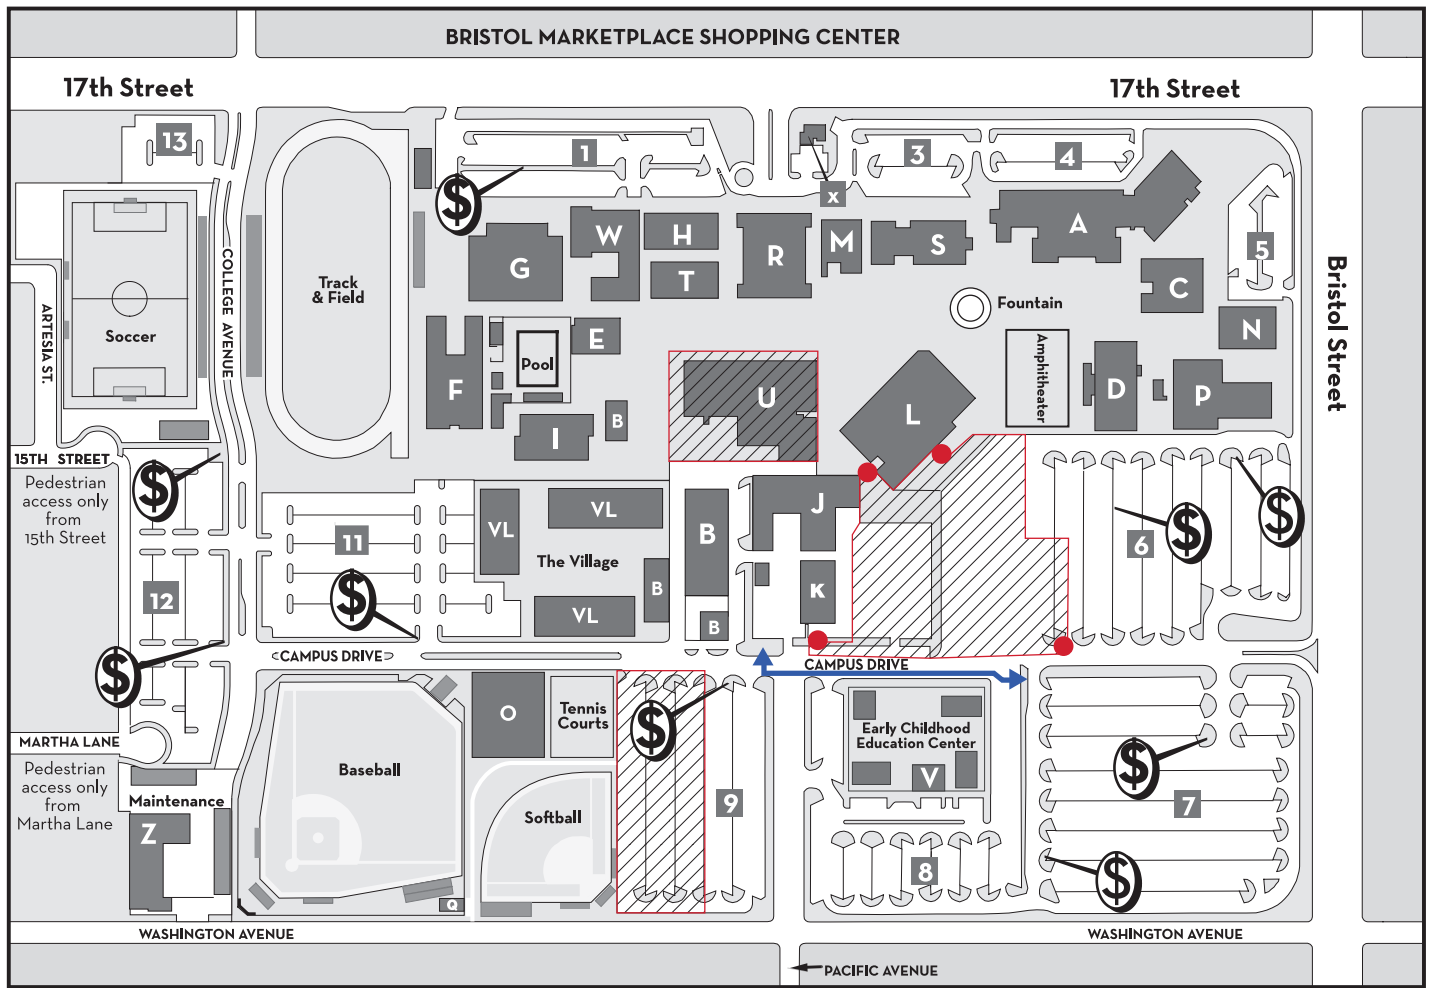 BRISTOL MARKETPLACE SHOPPING CENTER
17th Street
17th Street
13
1
3
4
x
5
$
W
H
T
G
R
M
S
A
C
N
COLLEGE AVENUE
Track
& Field
Fountain
Bristol Street
ARTESIA ST.
Soccer
E
Pool
F
I
B
U
L
Amphitheater
D
P
15TH STREET
Pedestrian
access only
from
15th Street
$
11
12
$
$
VL
VL
The Village
VL
B
B
B
J
K
6
$
$
CAMPUS DRIVE
CAMPUS DRIVE
MARTHA LANE
Pedestrian
access only
from
Martha Lane
Maintenance
Z
Baseball
O
Tennis
Courts
$
Softball
9
Q
Early Childhood
Education Center
V
8
$
7
$
WASHINGTON AVENUE
WASHINGTON AVENUE
PACIFIC AVENUE